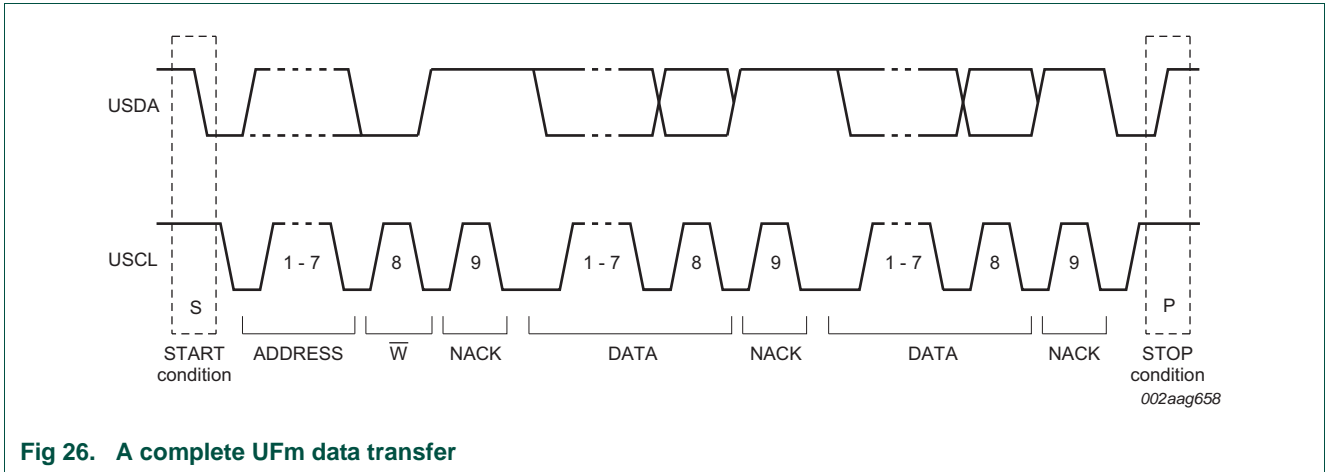 USDA
USCL
1 - 7 8 9 1 - 7 8 9 1 - 7 8 9
S P
START condition
ADDRESS
W
NACK
DATA
NACK
DATA
NACK
STOP condition
002aag658
Fig 26. A complete UFm data transfer